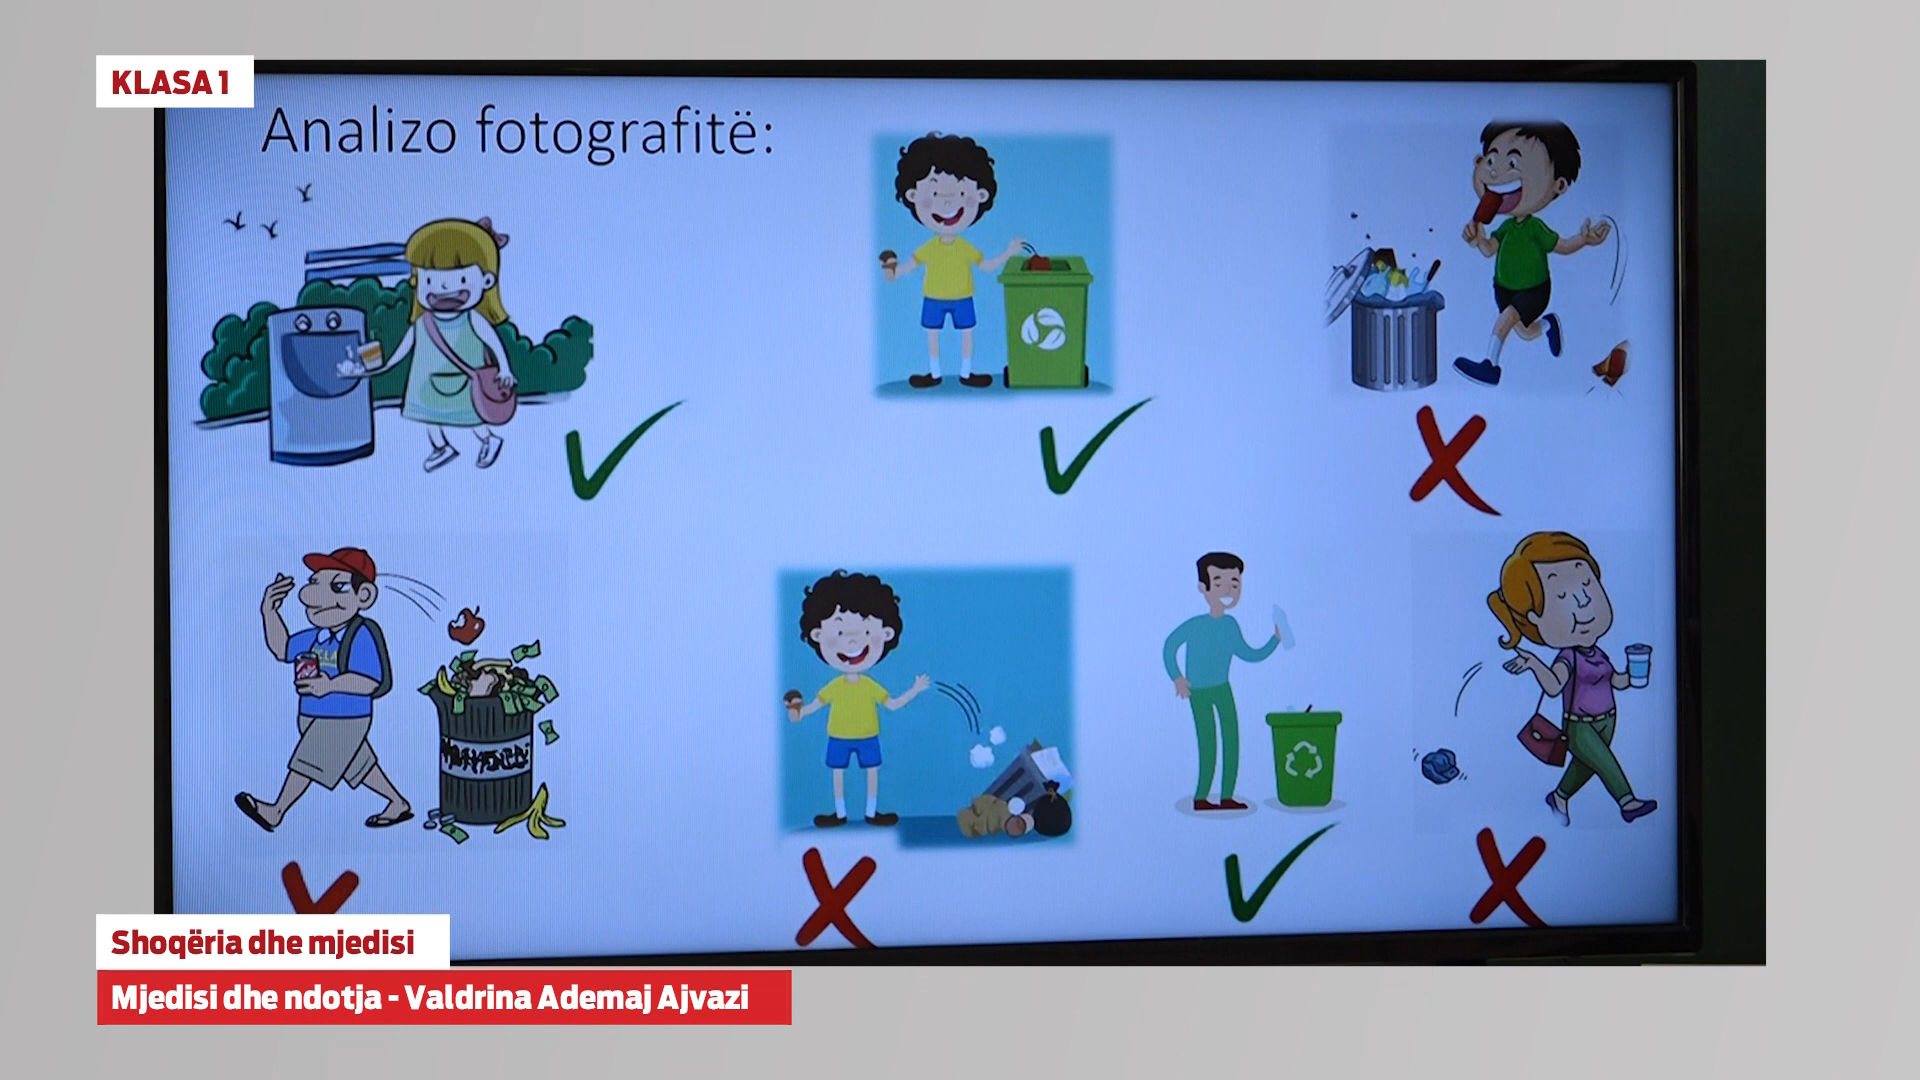 KLASA 1
Analizo fotografitë:
Shoqëria dhe mjedisi
Mjedisi dhe ndotja - Valdrina Ademaj Ajvazi